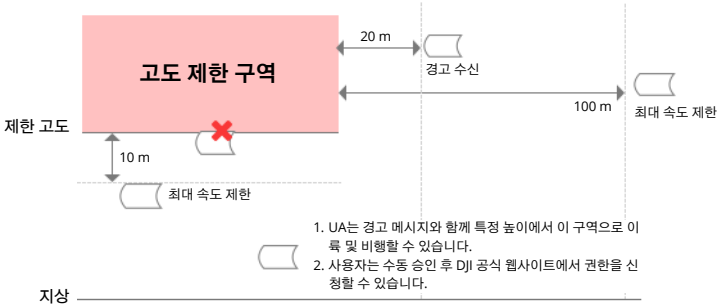 20 m
고도 제한 구역
경고 수신
100 m
최대 속도 제한
제한 고도
10 m
최대 속도 제한
1. UA는 경고 메시지와 함께 특정 높이에서 이 구역으로 이
륙 및 비행할 수 있습니다.
2. 사용자는 수동 승인 후 DJI 공식 웹사이트에서 권한을 신
청할 수 있습니다.
지상